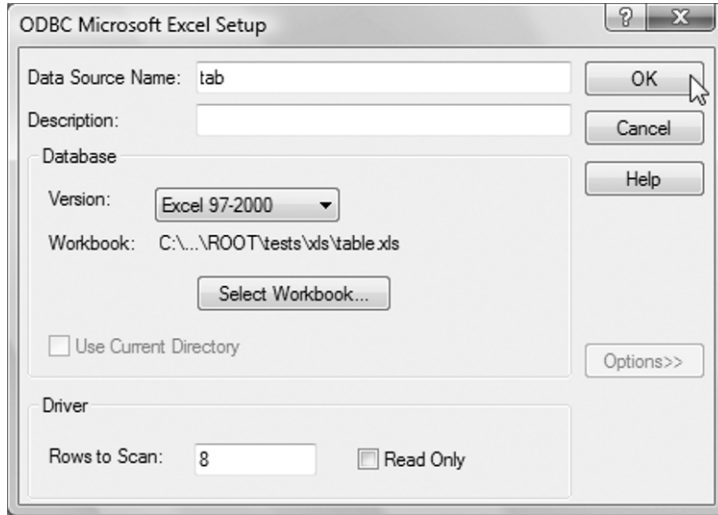 ODBC Microsoft Excel Setup
Data Source Name: tab
OK
Description:
Cancel
Database
Help
Version: Excel 97-2000
Workbook: C:\...\ROOT\tests\xls\table.xls
Select Workbook...
Use Current Directory
Options>>
Driver
Rows to Scan: 8
Read Only